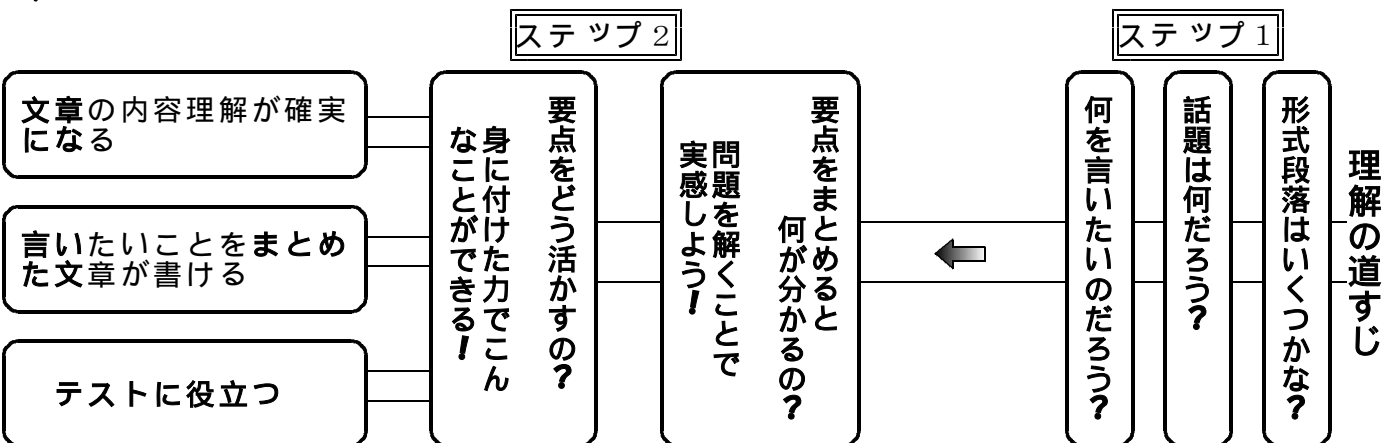 理解の道すじ
ステップ１
形式段落はいくつかな？
話題は何だろう？
何を言いたいのだろう？
ステップ２
要点をまとめると
何が分かるの？
問題を解くことで
実感しよう！
要点をどう活かすの？
身に付けた力でこん
なことができる！
文章の内容理解が確実
になる
言いたいことをまとめ
た文章が書ける
テストに役立つ